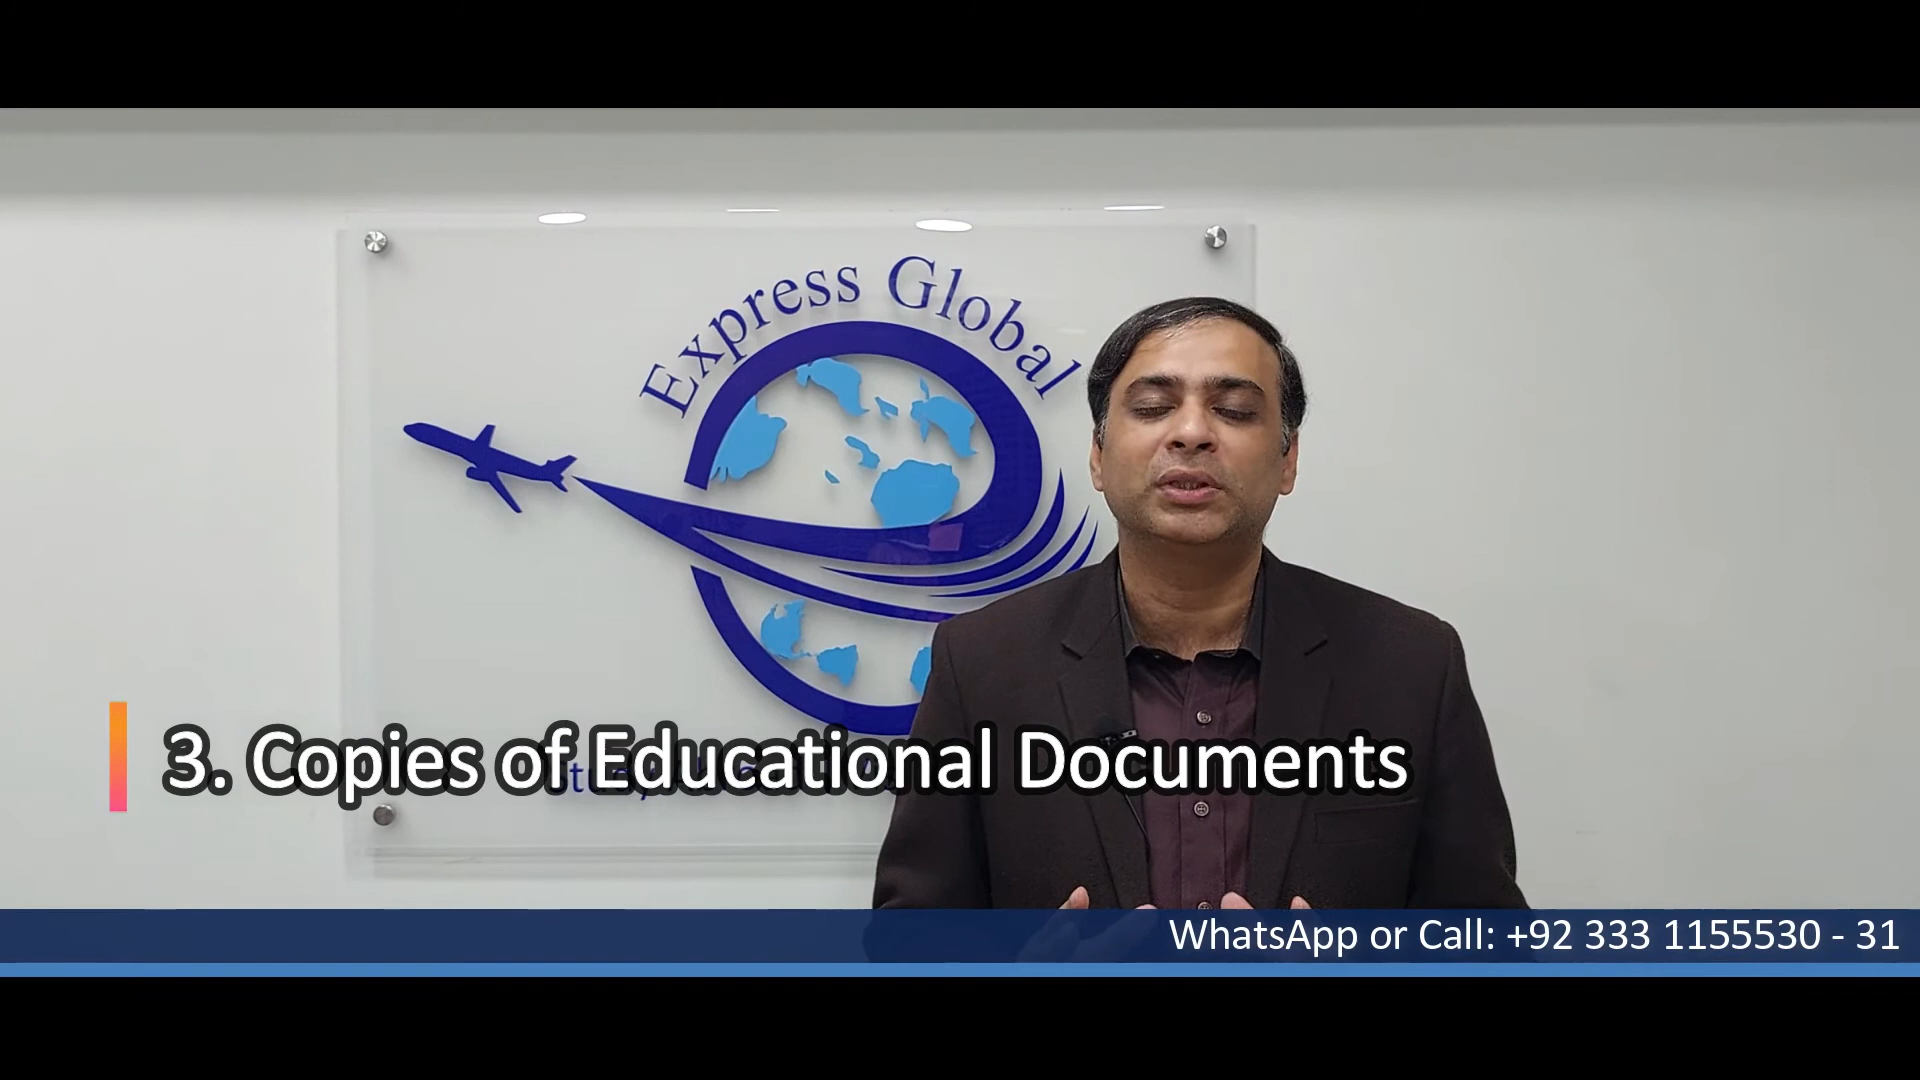 Express Global
3. Copies of Educational Documents
WhatsApp or Call: +92 333 1155530 - 31